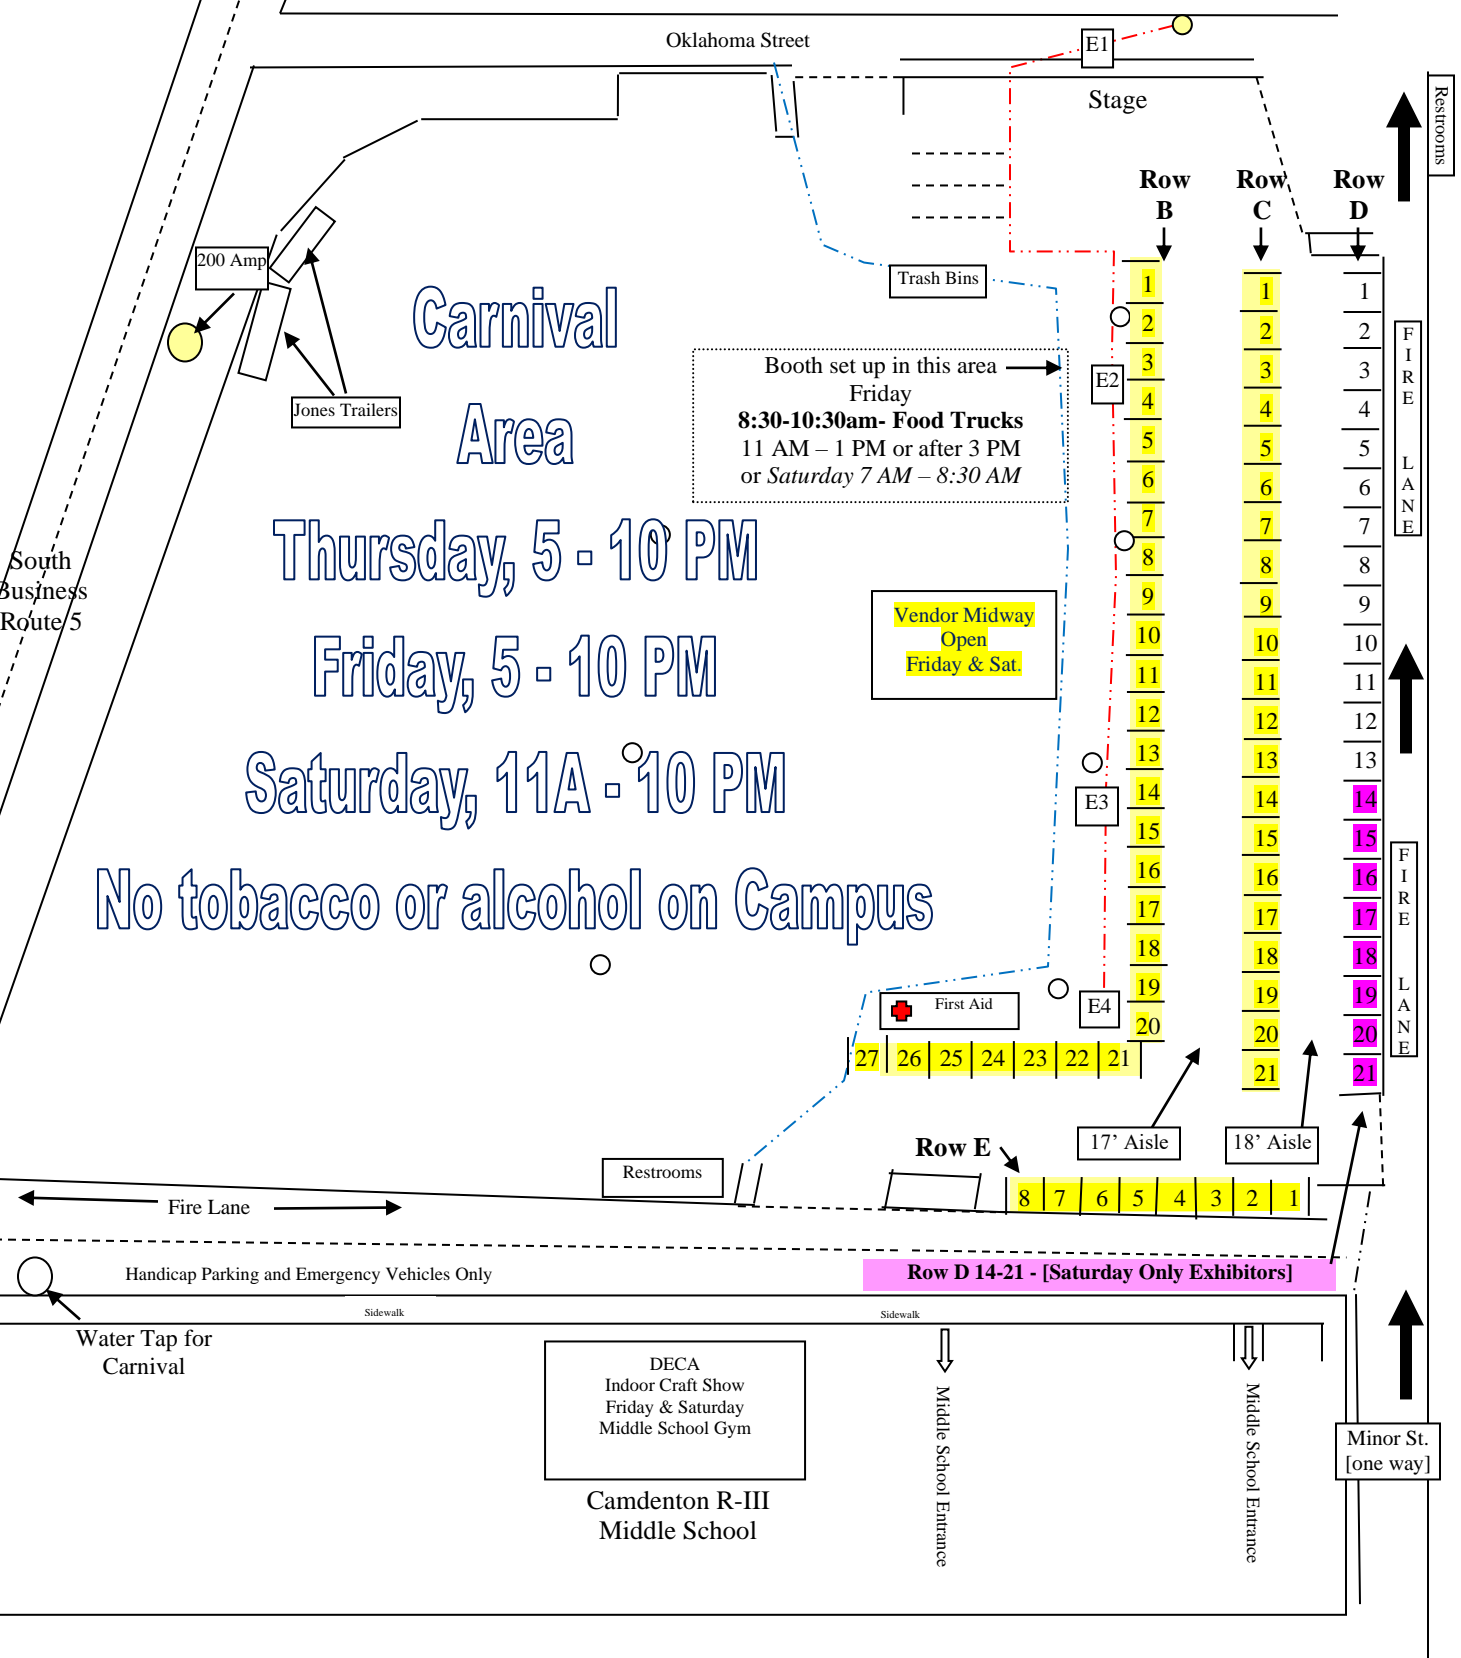 Oklahoma Street
E1
Stage
Restrooms
Row
B
Row
C
Row
D
200 Amp
Trash Bins
Jones Trailers
Carnival
Area
Thursday, 5 - 10 PM
Friday, 5 - 10 PM
Saturday, 11A - 10 PM
No tobacco or alcohol on Campus
South
Business
Route 5
Booth set up in this area
Friday
8:30-10:30am- Food Trucks
11 AM – 1 PM or after 3 PM
or Saturday 7 AM – 8:30 AM
Vendor Midway
Open
Friday & Sat.
E2
E3
E4
1
2
3
4
5
6
7
8
9
10
11
12
13
14
15
16
17
18
19
20
1
2
3
4
5
6
7
8
9
10
11
12
13
14
15
16
17
18
19
20
21
1
2
3
4
5
6
7
8
9
10
11
12
13
14
15
16
17
18
19
20
21
FIRE LANE
FIRE LANE
First Aid
27 26 25 24 23 22 21
17’ Aisle
18’ Aisle
Row E
Restrooms
8 7 6 5 4 3 2 1
Fire Lane
Handicap Parking and Emergency Vehicles Only
Row D 14-21 - [Saturday Only Exhibitors]
Sidewalk
Sidewalk
Water Tap for
Carnival
DECA
Indoor Craft Show
Friday & Saturday
Middle School Gym
Camdenton R-III
Middle School
Middle School Entrance
Middle School Entrance
Minor St.
[one way]